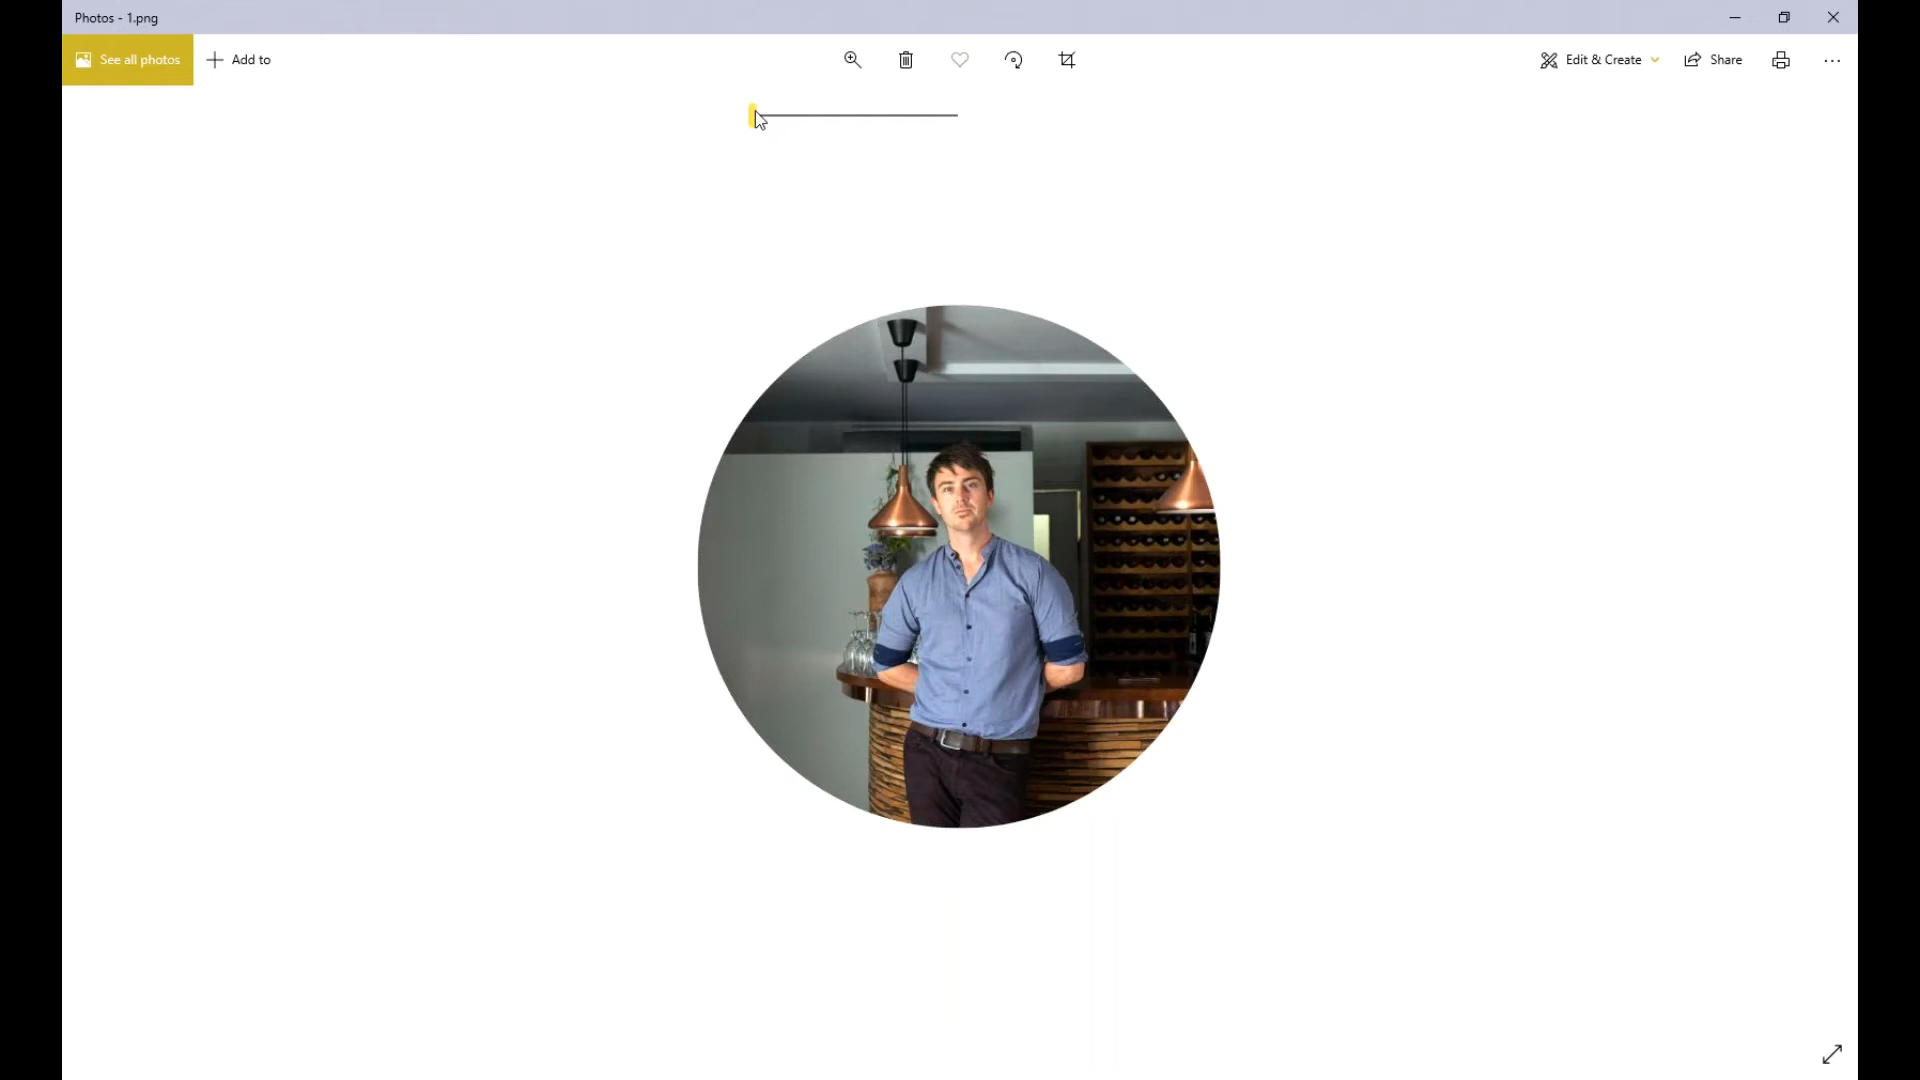 Photos - 1.png
See all photos
Add to
Edit & Create
Share